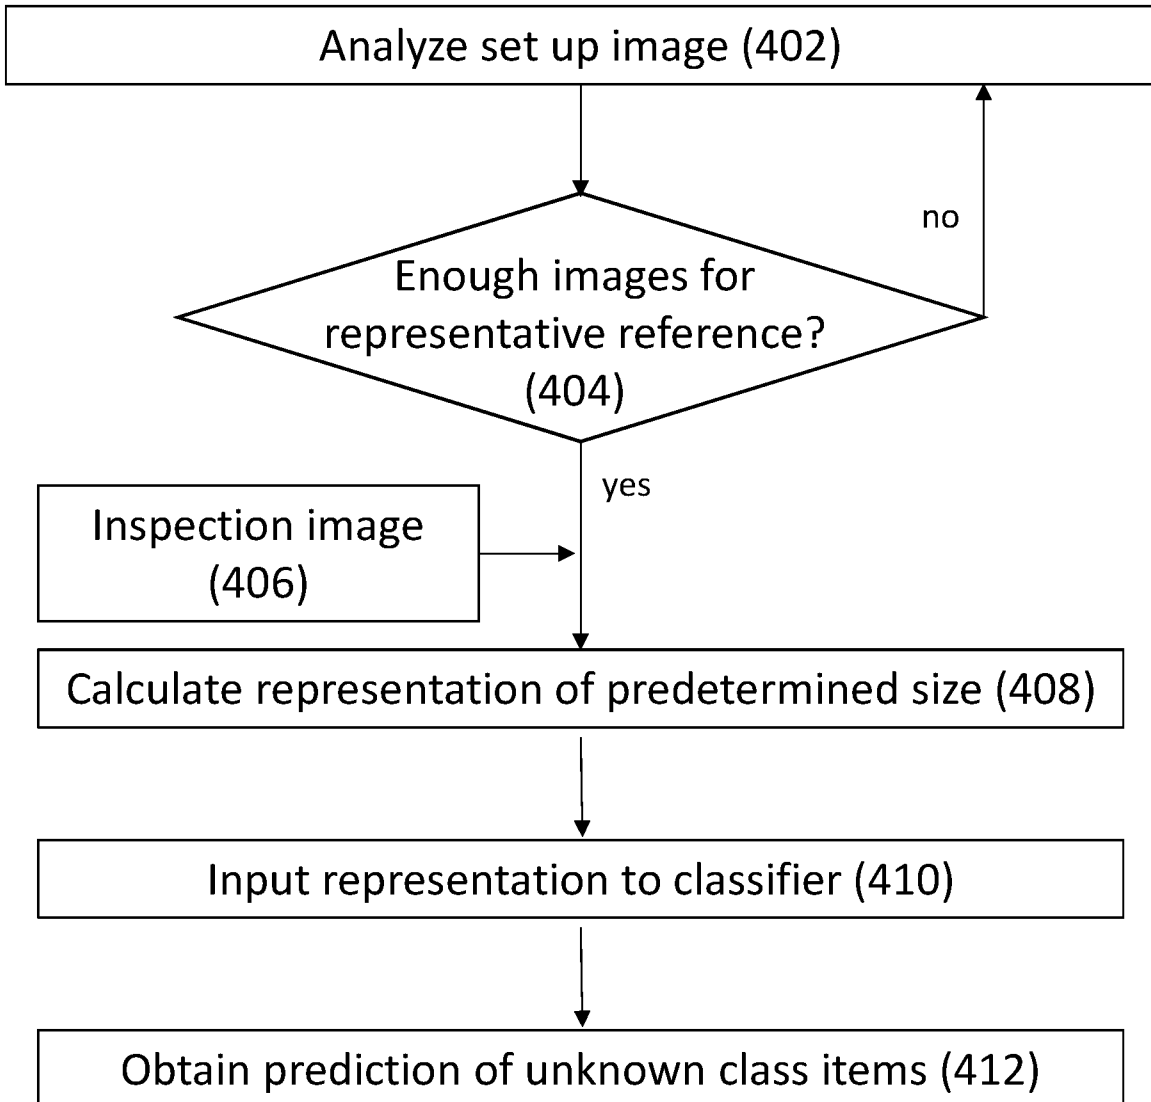 Analyze set up image (402)
no
Enough images for
representative reference?
(404)
yes
Inspection image
(406)
Calculate representation of predetermined size (408)
Input representation to classifier (410)
Obtain prediction of unknown class items (412)